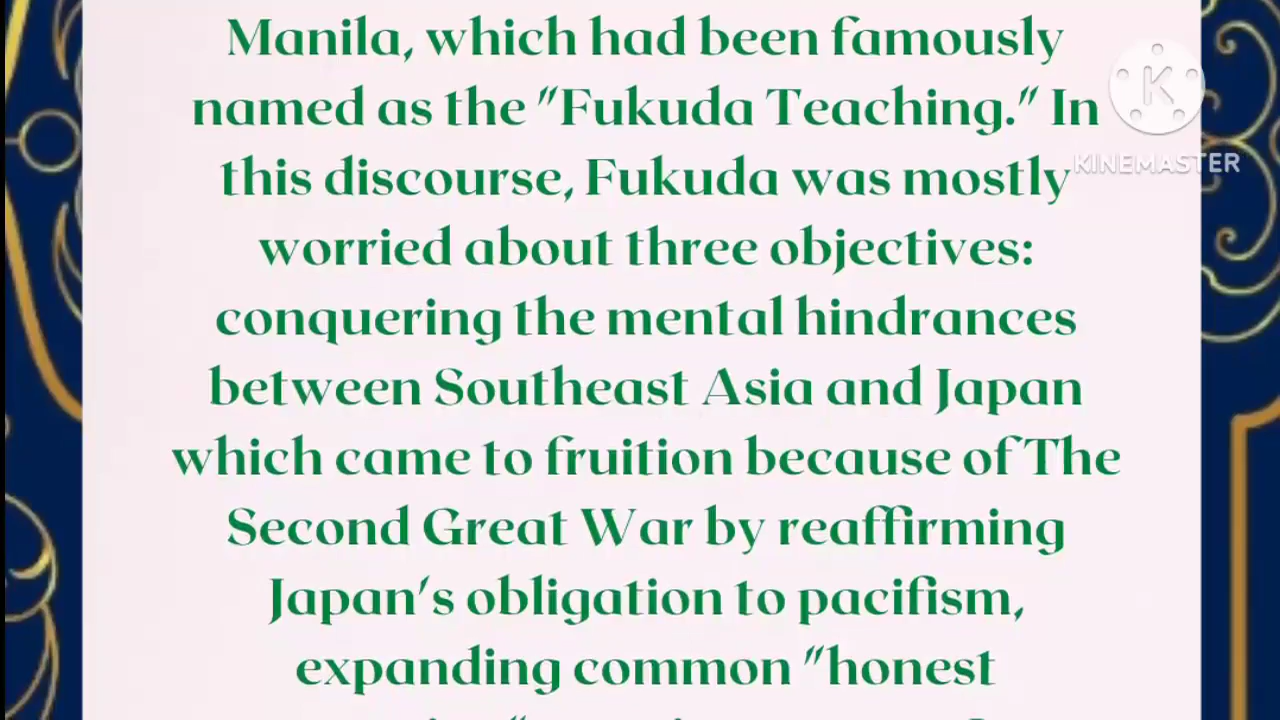 Manila, which had been famously
named as the "Fukuda Teaching." In
this discourse, Fukuda was mostly
worried about three objectives:
conquering the mental hindrances
between Southeast Asia and Japan
which came to fruition because of The
Second Great War by reaffirming
Japan's obligation to pacifism,
expanding common "honest
K
KINEMASTER